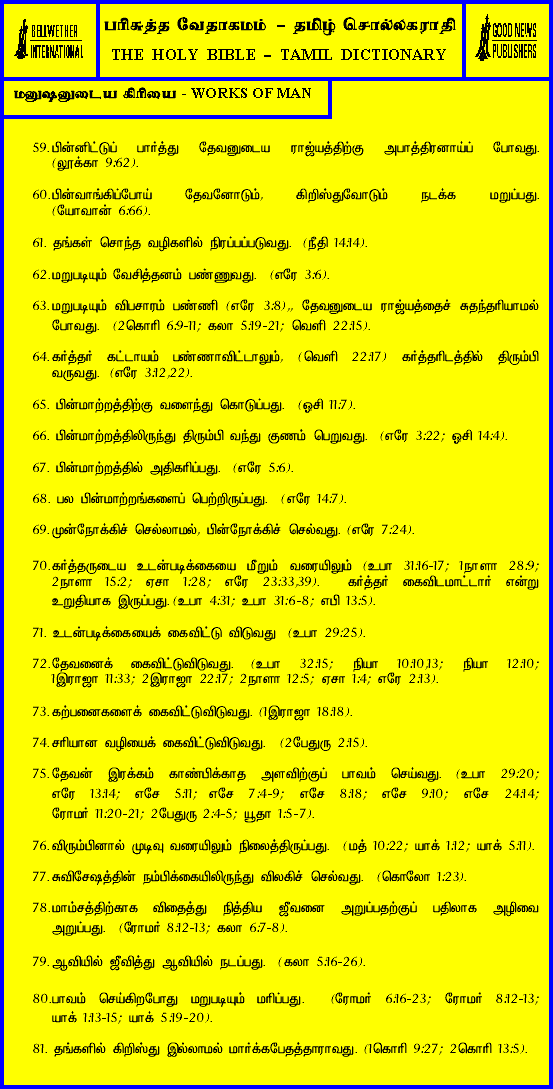 BELLWETHER
INTERNATIONAL
பரிசுத்த வேதாகமம் – தமிழ் சொல்லகராதி
THE HOLY BIBLE – TAMIL DICTIONARY
GOOD NEWS
PUBLISHERS
மனுஷனுடைய கிரியை - WORKS OF MAN
59. பின்னிட்டுப் பார்த்து தேவனுடைய ராஜ்யத்திற்கு அபாத்திரனாய்ப் போவது.
(லூக்கா 9:62).
60. பின்வாங்கிப்போய் தேவனோடும், கிறிஸ்துவோடும் நடக்க மறுப்பது.
(யோவான் 6:66).
61. தங்கள் சொந்த வழிகளில் நிரப்பப்படுவது. (நீதி 14:14).
62. மறுபடியும் வேசித்தனம் பண்ணுவது. (எரே 3:6).
63. மறுபடியும் விபசாரம் பண்ணி (எரே 3:8),, தேவனுடைய ராஜ்யத்தைச் சுதந்தரியாமல்
போவது. (2கொரி 6:9-11; கலா 5:19-21; வெளி 22:15).
64. கர்த்தர் கட்டாயம் பண்ணாவிட்டாலும், (வெளி 22:17) கர்த்தரிடத்தில் திரும்பி
வருவது. (எரே 3:12,22).
65. பின்மாற்றத்திற்கு வளைந்து கொடுப்பது. (ஓசி 11:7).
66. பின்மாற்றத்திலிருந்து திரும்பி வந்து குணம் பெறுவது. (எரே 3:22; ஓசி 14:4).
67. பின்மாற்றத்தில் அதிகரிப்பது. (எரே 5:6).
68. பல பின்மாற்றங்களைப் பெற்றிருப்பது. (எரே 14:7).
69. முன்நோக்கிச் செல்லாமல், பின்நோக்கிச் செல்வது. (எரே 7:24).
70. கர்த்தருடைய உடன்படிக்கையை மீறும் வரையிலும் (உபா 31:16-17; 1நாளா 28:9;
2நாளா 15:2; ஏசா 1:28; எரே 23:33,39). கர்த்தர் கைவிடமாட்டார் என்று
உறுதியாக இருப்பது. (உபா 4:31; உபா 31:6-8; எபி 13:5).
71. உடன்படிக்கையைக் கைவிட்டு விடுவது (உபா 29:25).
72. தேவனைக் கைவிட்டுவிடுவது. (உபா 32:15; நியா 10:10,13; நியா 12:10;
1இராஜா 11:33; 2இராஜா 22:17; 2நாளா 12:5; ஏசா 1:4; எரே 2:13).
73. கற்பனைகளைக் கைவிட்டுவிடுவது. (1இராஜா 18:18).
74. சரியான வழியைக் கைவிட்டுவிடுவது. (2பேதுரு 2:15).
75. தேவன் இரக்கம் காண்பிக்காத அளவிற்குப் பாவம் செய்வது. (உபா 29:20;
எரே 13:14; எசே 5:11; எசே 7:4-9; எசே 8:18; எசே 9:10; எசே 24:14;
ரோமர் 11:20-21; 2பேதுரு 2:4-5; யூதா 1:5-7).
76. விரும்பினால் முடிவு வரையிலும் நிலைத்திருப்பது. (மத் 10:22; யாக் 1:12; யாக் 5:11).
77. சுவிசேஷத்தின் நம்பிக்கையிலிருந்து விலகிச் செல்வது. (கொலோ 1:23).
78. மாம்சத்திற்காக விதைத்து நித்திய ஜீவனை அறுப்பதற்குப் பதிலாக அழிவை
அறுப்பது. (ரோமர் 8:12-13; கலா 6:7-8).
79. ஆவியில் ஜீவித்து ஆவியில் நடப்பது. (கலா 5:16-26).
80. பாவம் செய்கிறபோது மறுபடியும் மரிப்பது. (ரோமர் 6:16-23; ரோமர் 8:12-13;
யாக் 1:13-15; யாக் 5:19-20).
81. தங்களில் கிறிஸ்து இல்லாமல் மார்க்கபேதத்தாராவது. (1கொரி 9:27; 2கொரி 13:5).